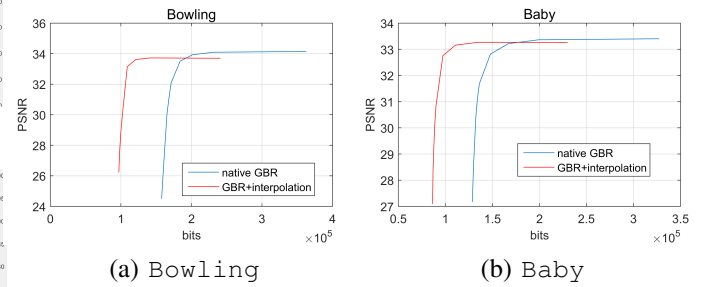 Bowling
36
34
32
30
28
26
24
PSNR
0
1
2
3
4
bits
×10^5
native GBR
GBR+interpolation
(a) Bowling
Baby
34
33
32
31
30
29
28
27
PSNR
0.5
1
1.5
2
2.5
3
3.5
bits
×10^5
native GBR
GBR+interpolation
(b) Baby